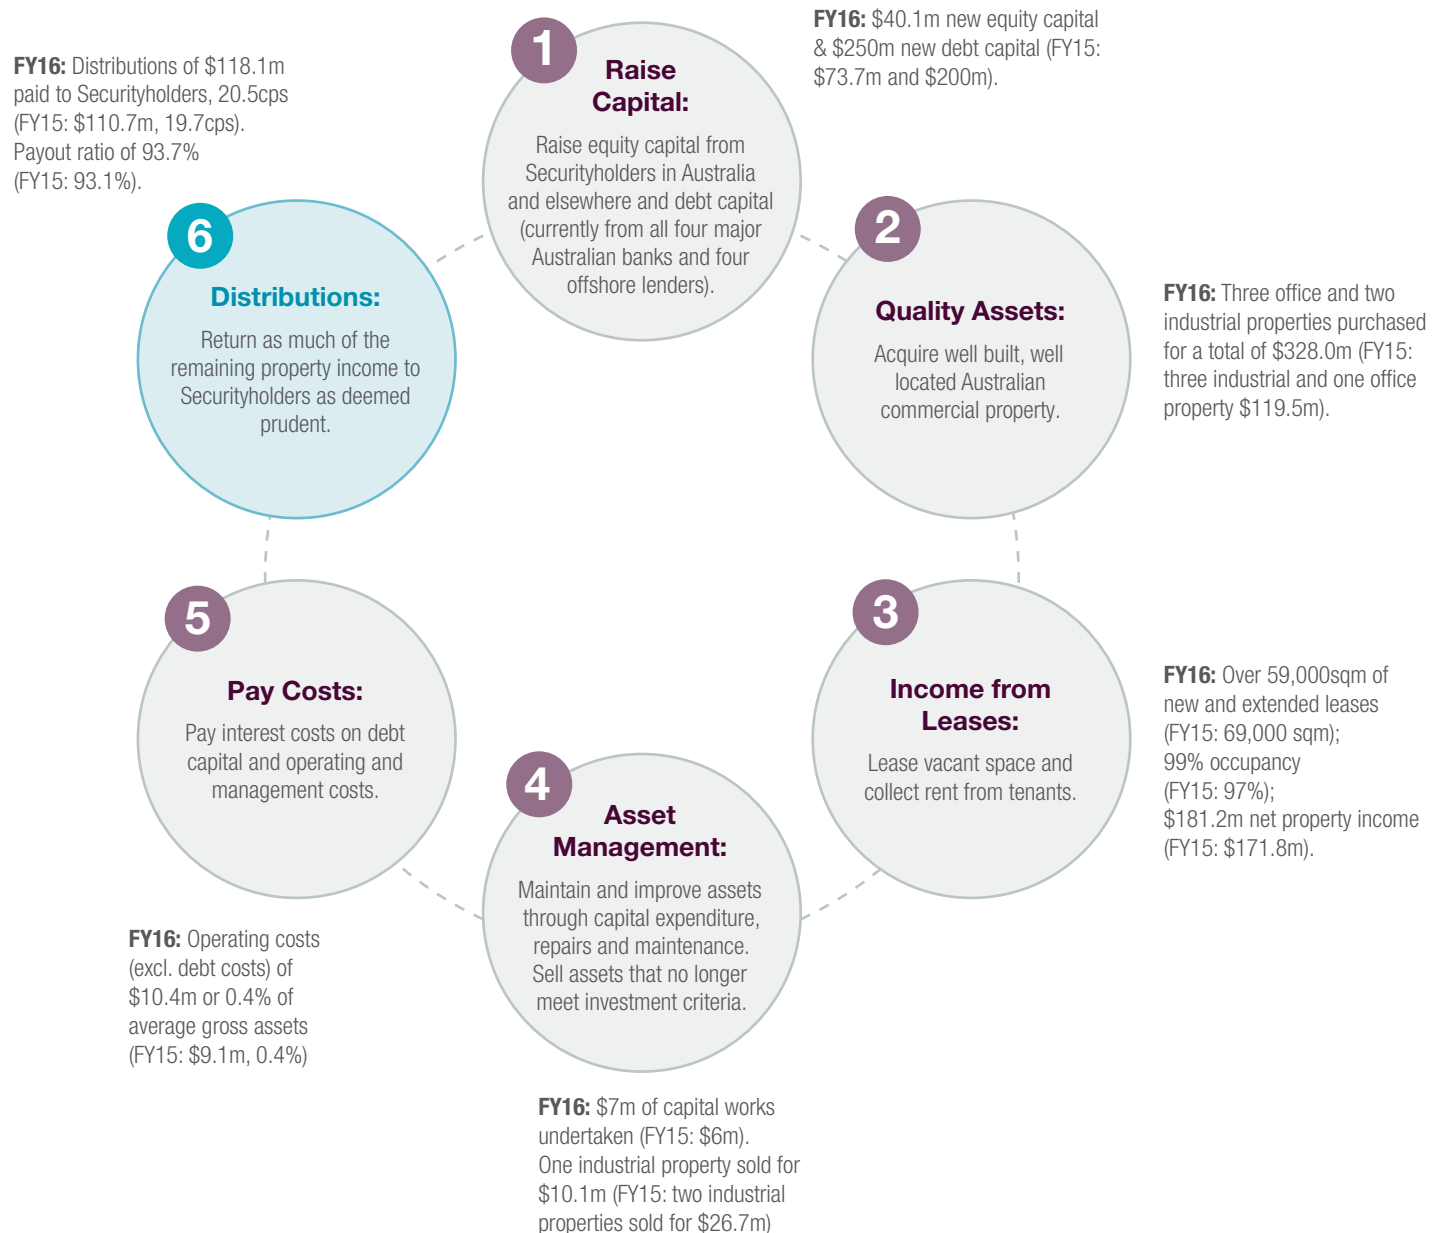 1
Raise
Capital:
Raise equity capital from
Securityholders in Australia
and elsewhere and debt capital
(currently from all four major
Australian banks and four
offshore lenders).
FY16: $40.1m new equity capital
& $250m new debt capital (FY15:
$73.7m and $200m).
2
Quality Assets:
Acquire well built, well
located Australian
commercial property.
FY16: Three office and two
industrial properties purchased
for a total of $328.0m (FY15:
three industrial and one office
property $119.5m).
3
Income from
Leases:
Lease vacant space and
collect rent from tenants.
FY16: Over 59,000sqm of
new and extended leases
(FY15: 69,000 sqm);
99% occupancy
(FY15: 97%);
$181.2m net property income
(FY15: $171.8m).
4
Asset
Management:
Maintain and improve assets
through capital expenditure,
repairs and maintenance.
Sell assets that no longer
meet investment criteria.
FY16: $7m of capital works
undertaken (FY15: $6m).
One industrial property sold for
$10.1m (FY15: two industrial
properties sold for $26.7m)
5
Pay Costs:
Pay interest costs on debt
capital and operating and
management costs.
FY16: Operating costs
(excl. debt costs) of
$10.4m or 0.4% of
average gross assets
(FY15: $9.1m, 0.4%)
6
Distributions:
Return as much of the
remaining property income to
Securityholders as deemed
prudent.
FY16: Distributions of $118.1m
paid to Securityholders, 20.5cps
(FY15: $110.7m, 19.7cps).
Payout ratio of 93.7%
(FY15: 93.1%).